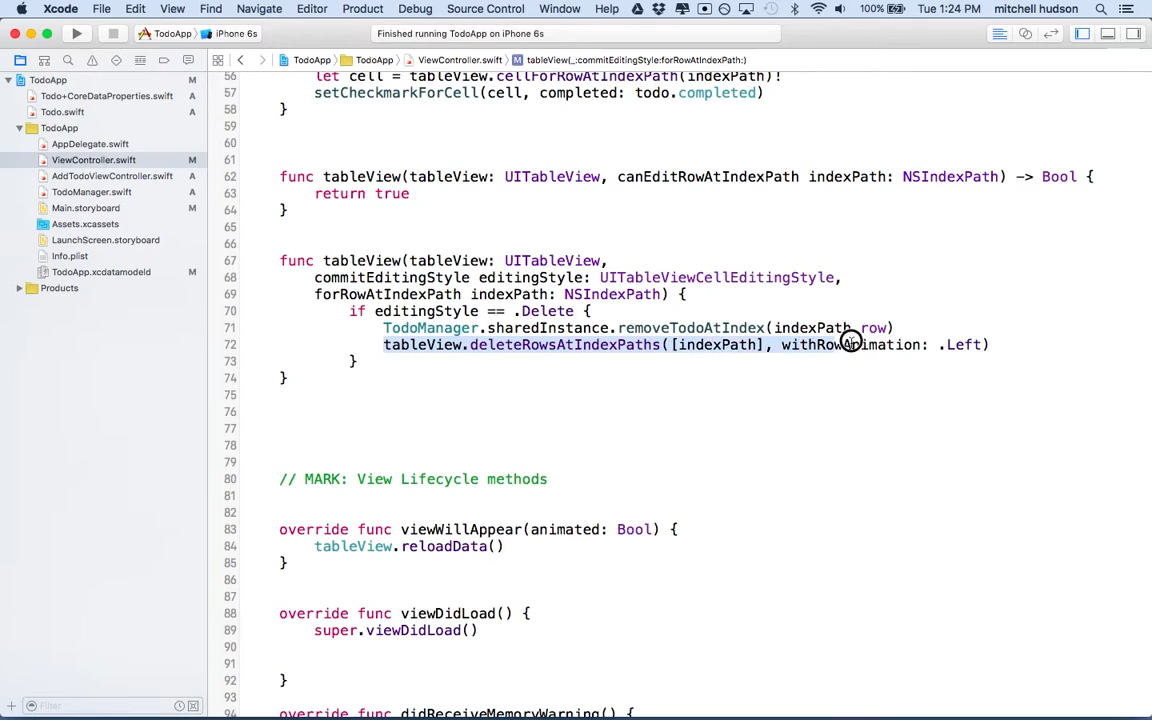 Xcode File Edit View Find Navigate Editor Product Debug Source Control Window Help 100% Tue 1:24 PM mitchell hudson
TodoApp iPhone 6s Finished running TodoApp on iPhone 6s
TodoApp TodoApp ViewController.swift tableView(_:commitEditingStyle:forRowAtIndexPath:)
TodoApp
Todo+CoreDataProperties.swift A
Todo.swift A
TodoApp
AppDelegate.swift
ViewController.swift M
AddTodoViewController.swift A
TodoManager.swift A
Main.storyboard M
Assets.xcassets
LaunchScreen.storyboard
Info.plist
TodoApp.xcdatamodeld M
Products
Filter
56 let cell = tableView.cellForRowAtIndexPath(indexPath)!
57 setCheckmarkForCell(cell, completed: todo.completed)
58 }
59
60
61
62 func tableView(tableView: UITableView, canEditRowAtIndexPath indexPath: NSIndexPath) -> Bool {
63 return true
64 }
65
66
67 func tableView(tableView: UITableView,
68 commitEditingStyle editingStyle: UITableViewCellEditingStyle,
69 forRowAtIndexPath indexPath: NSIndexPath) {
70 if editingStyle == .Delete {
71 TodoManager.sharedInstance.removeTodoAtIndex(indexPath.row)
72 tableView.deleteRowsAtIndexPaths([indexPath], withRowAnimation: .Left)
73 }
74 }
75
76
77
78
79
80 // MARK: View Lifecycle methods
81
82
83 override func viewWillAppear(animated: Bool) {
84 tableView.reloadData()
85 }
86
87
88 override func viewDidLoad() {
89 super.viewDidLoad()
90
91
92 }
93
94 override func didReceiveMemoryWarning() {